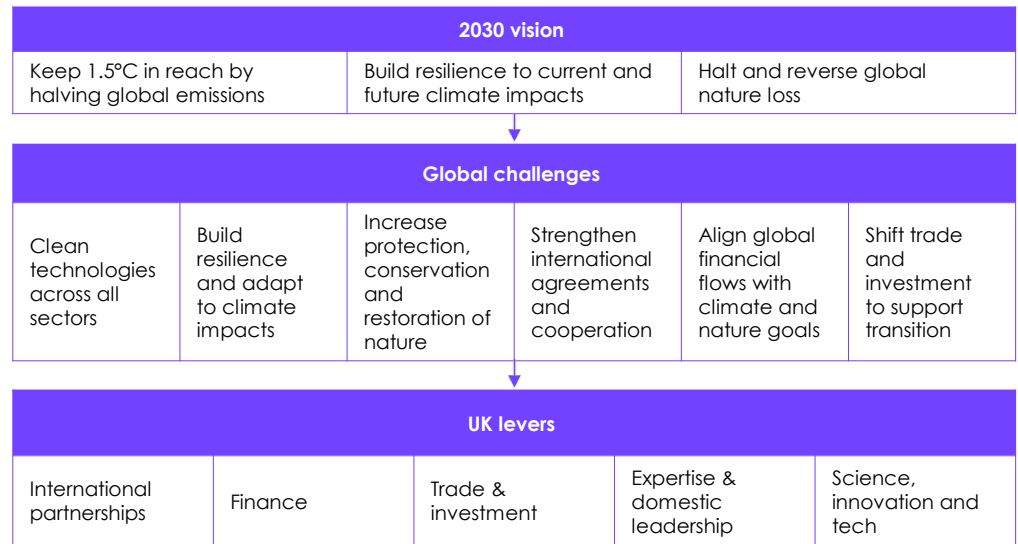 2030 vision
Keep 1.5°C in reach by
halving global emissions
Build resilience to current and
future climate impacts
Halt and reverse global
nature loss
Global challenges
Clean
technologies
across all
sectors
Build
resilience
and adapt
to climate
impacts
Increase
protection,
conservation
and
restoration of
nature
Strengthen
international
agreements
and
cooperation
Align global
financial
flows with
climate and
nature goals
Shift trade
and
investment
to support
transition
UK levers
International
partnerships
Finance
Trade &
investment
Expertise &
domestic
leadership
Science,
innovation and
tech